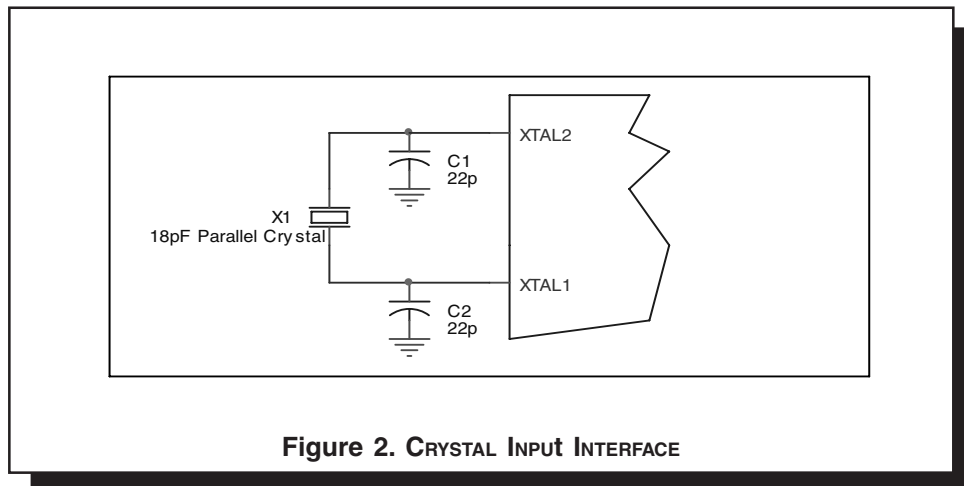 XTAL2
C1
22p
X1
18pF Parallel Crystal
XTAL1
C2
22p
Figure 2. CRYSTAL INPUt INTERFACE